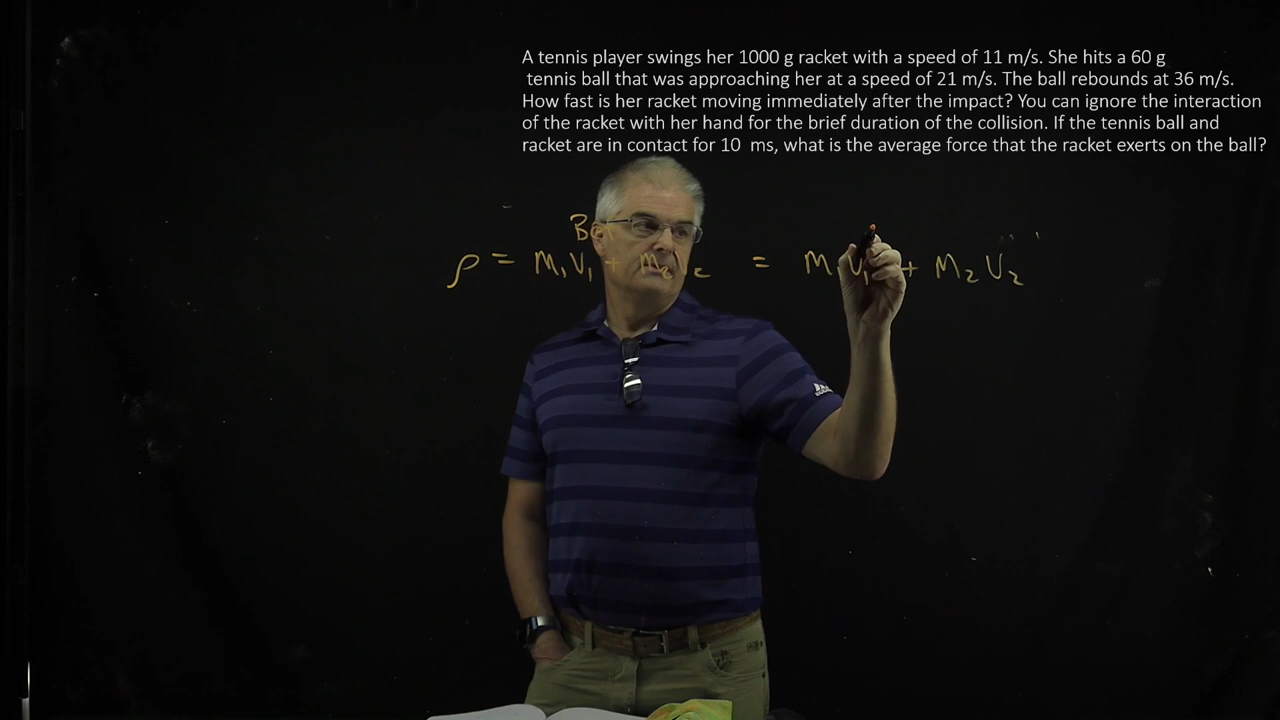 A tennis player swings her 1000 g racket with a speed of 11 m/s. She hits a 60 g
tennis ball that was approaching her at a speed of 21 m/s. The ball rebounds at 36 m/s.
How fast is her racket moving immediately after the impact? You can ignore the interaction
of the racket with her hand for the brief duration of the collision. If the tennis ball and
racket are in contact for 10 ms, what is the average force that the racket exerts on the ball?
ρ = M₁V₁ + M₂V₂ = M₁V₁ + M₂V₂